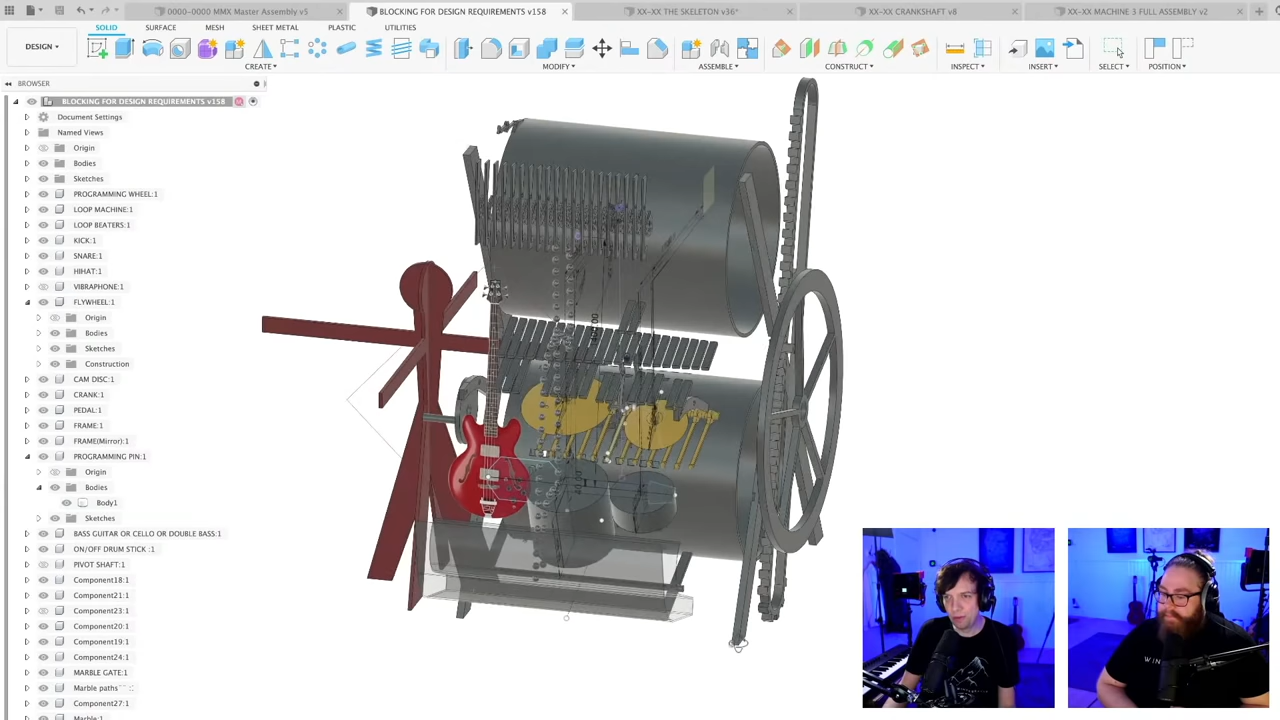 0000-0000 MMX Master Assembly v5
BLOCKING FOR DESIGN REQUIREMENTS v158
XX-XX THE SKELETON v36*
XX-XX CRANKSHAFT v8
XX-XX MACHINE 3 FULL ASSEMBLY v2
SOLID
SURFACE
MESH
SHEET METAL
PLASTIC
UTILITIES
DESIGN
CREATE
MODIFY
ASSEMBLE
CONSTRUCT
INSPECT
INSERT
SELECT
POSITION
BROWSER
BLOCKING FOR DESIGN REQUIREMENTS v158
Document Settings
Named Views
Origin
Bodies
Sketches
PROGRAMMING WHEEL:1
LOOP MACHINE:1
LOOP BEATERS:1
KICK:1
SNARE:1
HIHAT:1
VIBRAPHONE:1
FLYWHEEL:1
Origin
Bodies
Sketches
Construction
CAM DISC:1
CRANK:1
PEDAL:1
FRAME:1
FRAME(Mirror):1
PROGRAMMING PIN:1
Origin
Bodies
Body1
Sketches
BASS GUITAR OR CELLO OR DOUBLE BASS:1
ON/OFF DRUM STICK :1
PIVOT SHAFT:1
Component18:1
Component21:1
Component23:1
Component20:1
Component19:1
Component24:1
MARBLE GATE:1
Marble paths
Component27:1
Marble:1